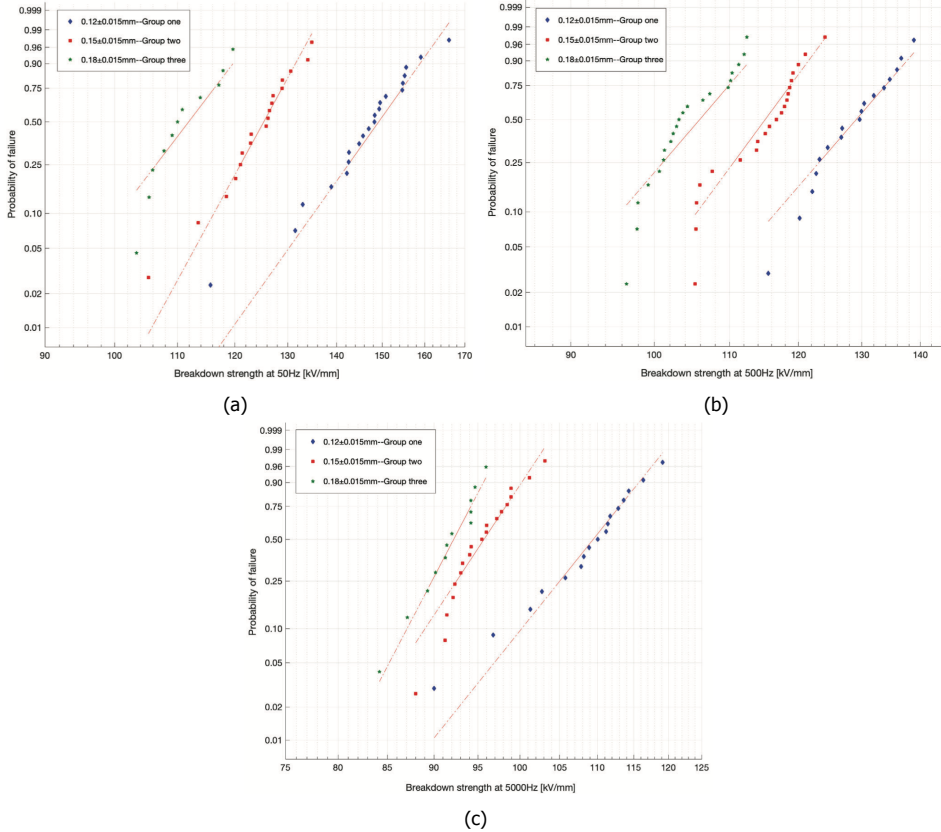 0.999
0.99
0.96
0.90
0.75
0.50
0.25
0.10
0.05
0.02
0.01
Probability of failure
0.12±0.015mm--Group one
0.15±0.015mm--Group two
0.18±0.015mm--Group three
90 100 110 120 130 140 150 160 170
Breakdown strength at 50Hz [kV/mm]
(a)
0.999
0.99
0.96
0.90
0.75
0.50
0.25
0.10
0.05
0.02
0.01
Probability of failure
0.12±0.015mm--Group one
0.15±0.015mm--Group two
0.18±0.015mm--Group three
90 100 110 120 130 140
Breakdown strength at 500Hz [kV/mm]
(b)
0.999
0.99
0.96
0.90
0.75
0.50
0.25
0.10
0.05
0.02
0.01
Probability of failure
0.12±0.015mm--Group one
0.15±0.015mm--Group two
0.18±0.015mm--Group three
75 80 85 90 95 100 105 110 115 120 125
Breakdown strength at 5000Hz [kV/mm]
(c)